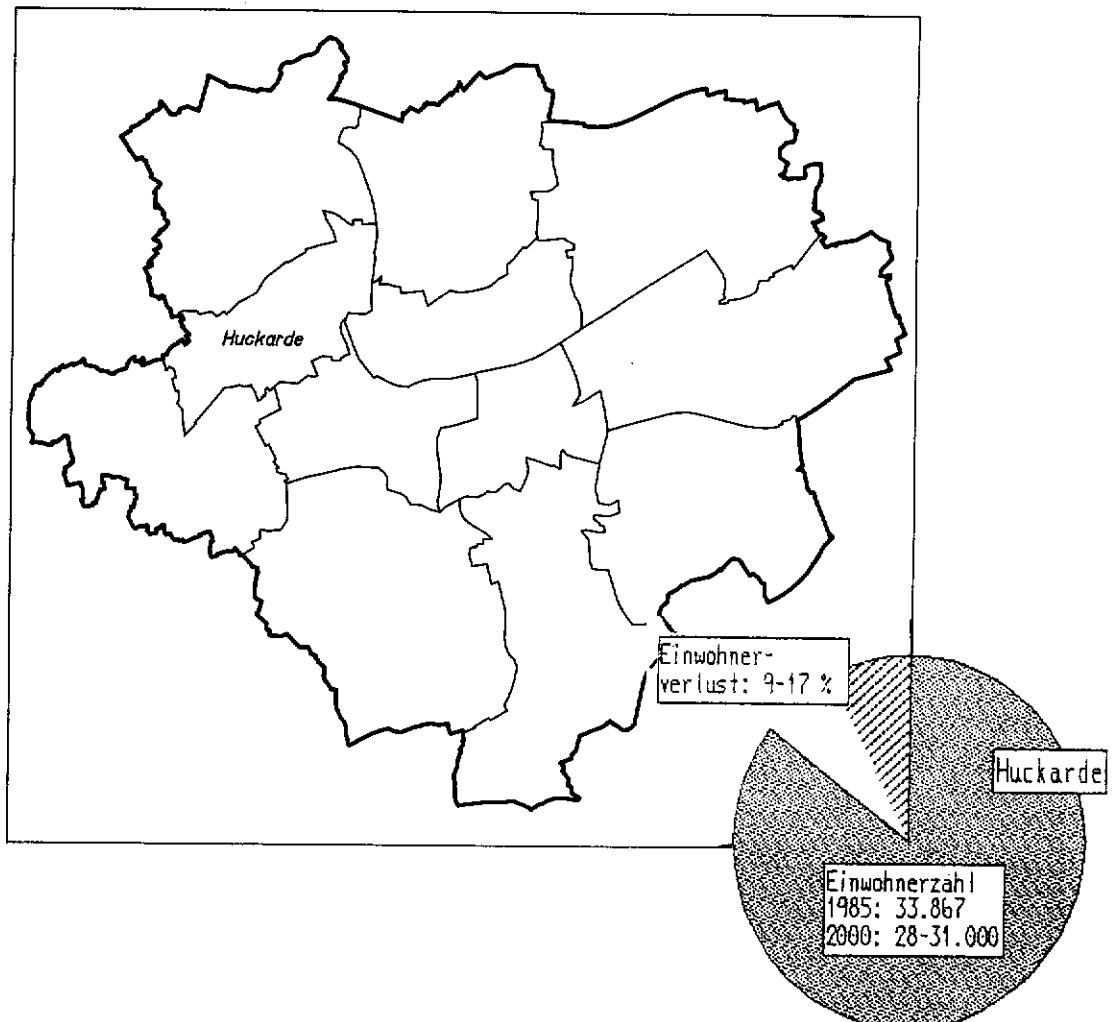 Huckarde
Einwohner-
verlust: 9-17 %
Huckarde
Einwohnerzahl
1985: 33.867
2000: 28-31.000